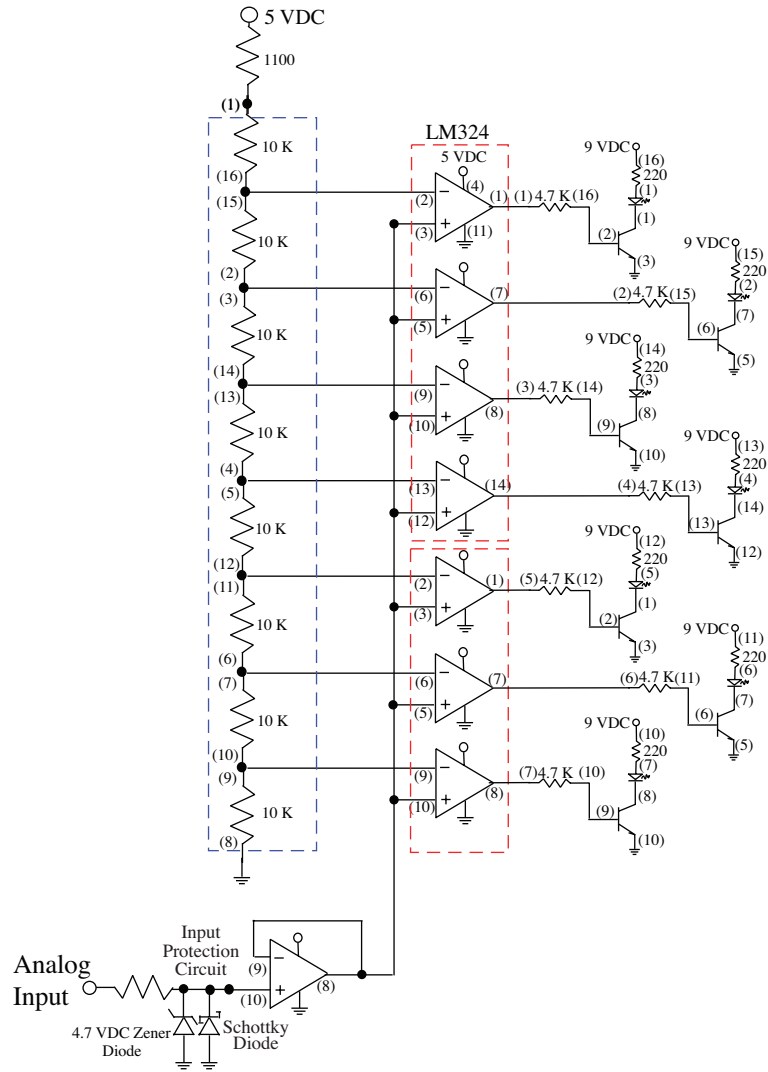 5 VDC
1100
(1)
10 K
(16)
(15)
10 K
(2)
(3)
10 K
(14)
(13)
10 K
(4)
(5)
10 K
(12)
(11)
10 K
(6)
(7)
10 K
(10)
(9)
10 K
(8)
LM324
5 VDC
(4)
(2)
(3)
(1)
(11)
(1) 4.7 K (16)
9 VDC
(16)
220
(1)
(1)
(2)
(3)
(6)
(5)
(7)
(2) 4.7 K (15)
9 VDC
(15)
220
(2)
(7)
(6)
(5)
(9)
(10)
(8)
(3) 4.7 K (14)
9 VDC
(14)
220
(3)
(8)
(9)
(10)
(13)
(12)
(14)
(4) 4.7 K (13)
9 VDC
(13)
220
(4)
(14)
(13)
(12)
(2)
(3)
(1)
(5) 4.7 K (12)
9 VDC
(12)
220
(5)
(1)
(2)
(3)
(6)
(5)
(7)
(6) 4.7 K (11)
9 VDC
(11)
220
(6)
(7)
(6)
(5)
(9)
(10)
(8)
(7) 4.7 K (10)
9 VDC
(10)
220
(7)
(8)
(9)
(10)
Analog
Input
Input
Protection
Circuit
(9)
(10)
(8)
4.7 VDC Zener
Diode
Schottky
Diode